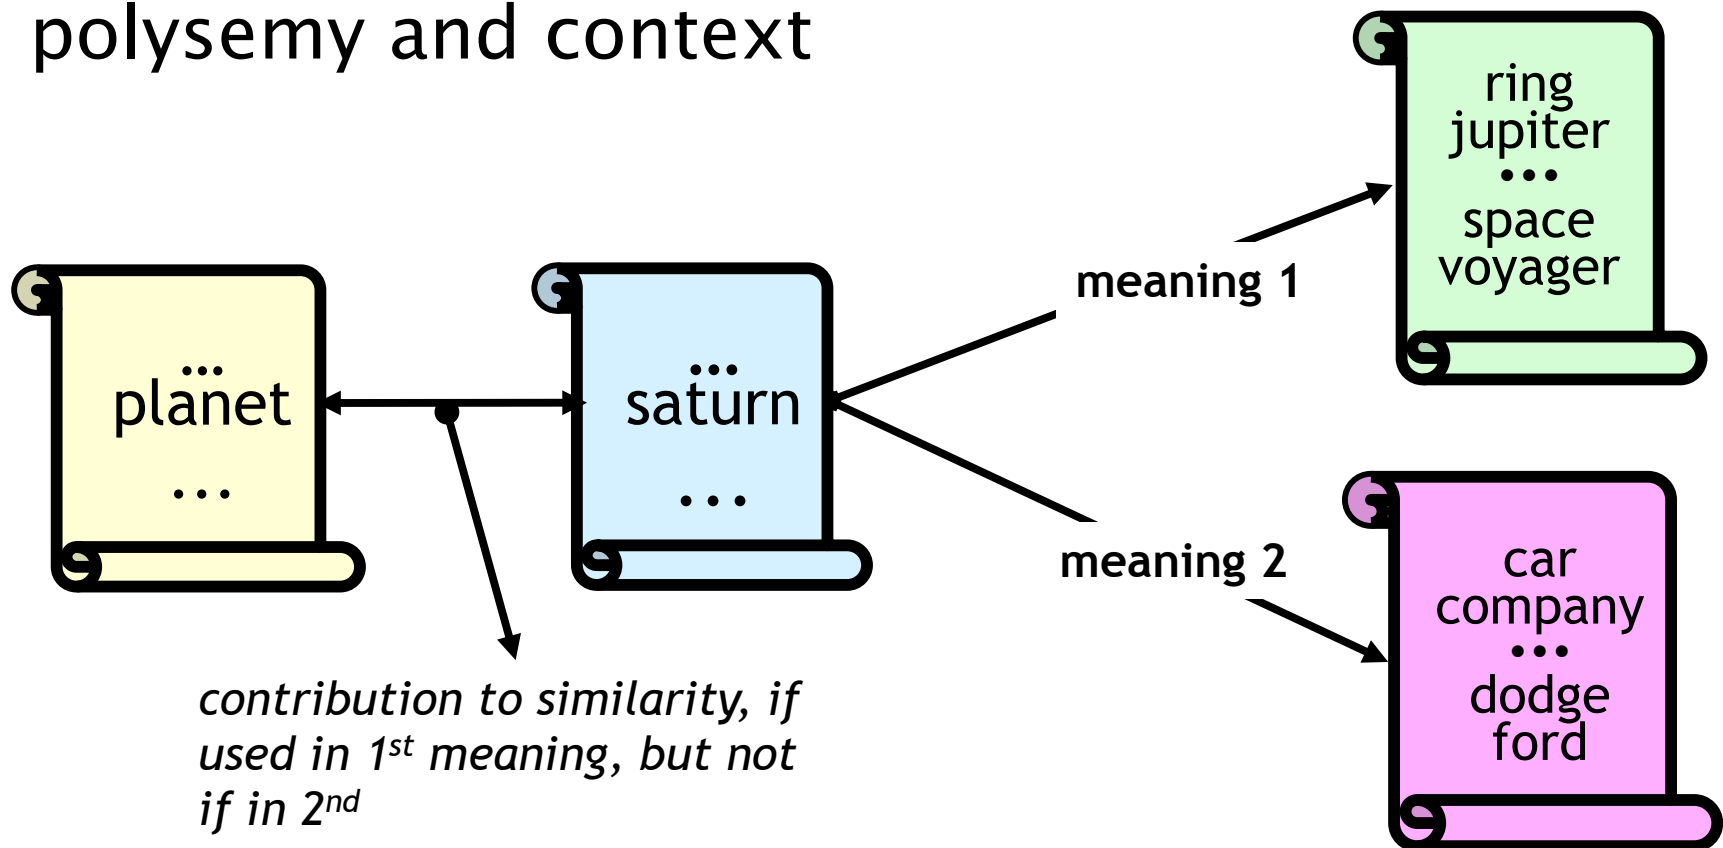 polysemy and context
...
planet
...
...
saturn
...
meaning 1
ring
jupiter
•••
space
voyager
meaning 2
car
company
•••
dodge
ford
contribution to similarity, if
used in 1st meaning, but not
if in 2nd